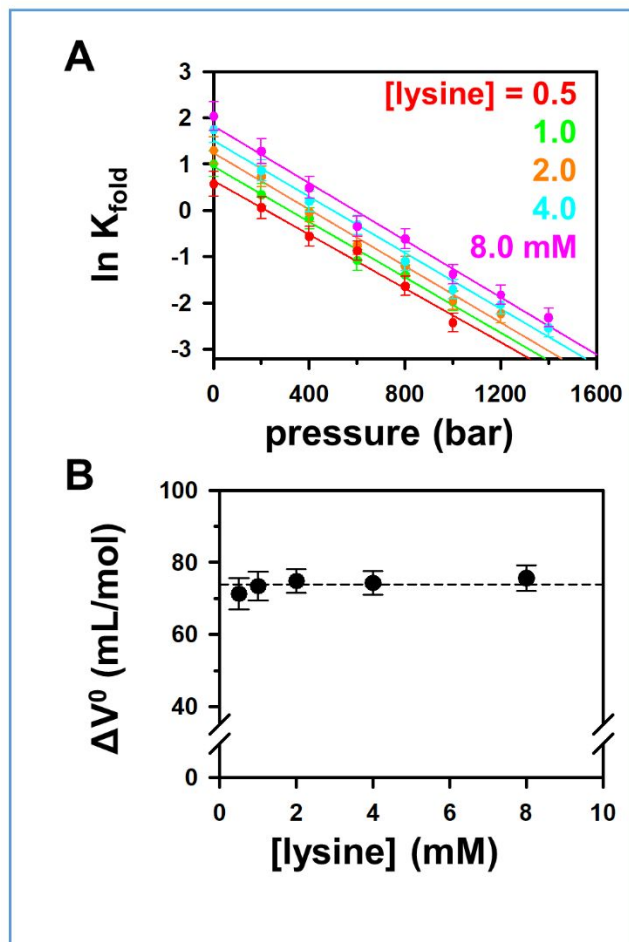 A
3
2
1
0
-1
-2
-3
ln K_fold
[lysine] = 0.5
1.0
2.0
4.0
8.0 mM
0 400 800 1200 1600
pressure (bar)
B
100
80
60
40
0
ΔV⁰ (mL/mol)
0 2 4 6 8 10
[lysine] (mM)